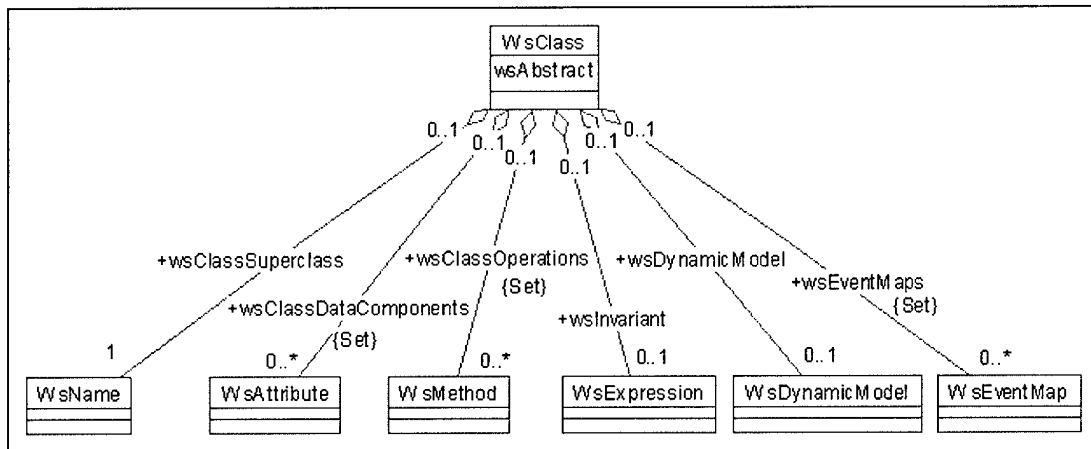 WsClass
wsAbstract
0..1
0..1
0..1
0..1
0..1
0..1
+wsClassSuperclass
+wsClassOperations
{Set}
+wsDynamicModel
+wsEventMaps
{Set}
+wsClassDataComponents
{Set}
+wsInvariant
1
0..*
0..*
0..1
0..1
0..*
WsName
WsAttribute
WsMethod
WsExpression
WsDynamicModel
WsEventMap